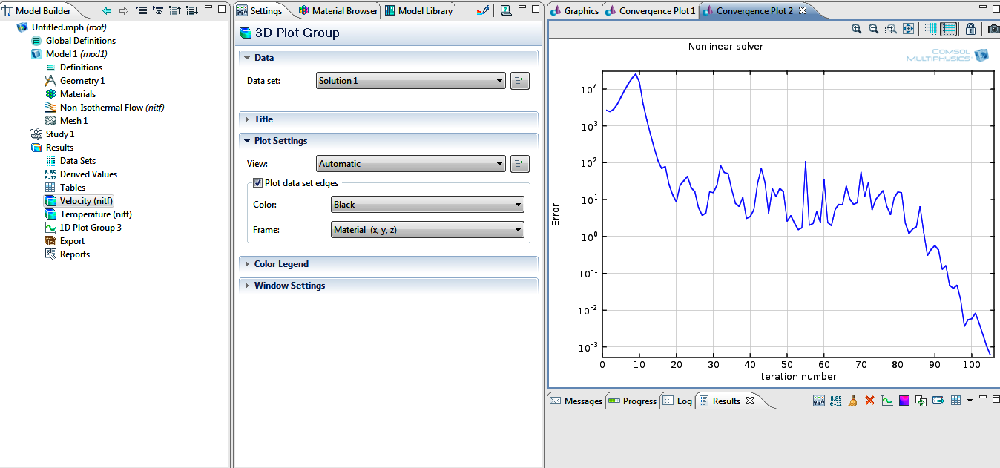 Model Builder
Untitled.mph (root)
Global Definitions
Model 1 (mod1)
Definitions
Geometry 1
Materials
Non-Isothermal Flow (nitf)
Mesh 1
Study 1
Results
Data Sets
8.85
e-12
Derived Values
Tables
Velocity (nitf)
Temperature (nitf)
1D Plot Group 3
Export
Reports
Settings
Material Browser
Model Library
3D Plot Group
Data
Data set:
Solution 1
Title
Plot Settings
View:
Automatic
Plot data set edges
Color:
Black
Frame:
Material (x, y, z)
Color Legend
Window Settings
Graphics
Convergence Plot 1
Convergence Plot 2
Nonlinear solver
COMSOL
MULTIPHYSICS
10^4
10^3
10^2
10^1
10^0
10^-1
10^-2
10^-3
Error
0 10 20 30 40 50 60 70 80 90 100
Iteration number
Messages
Progress
Log
Results
8.85
e-12